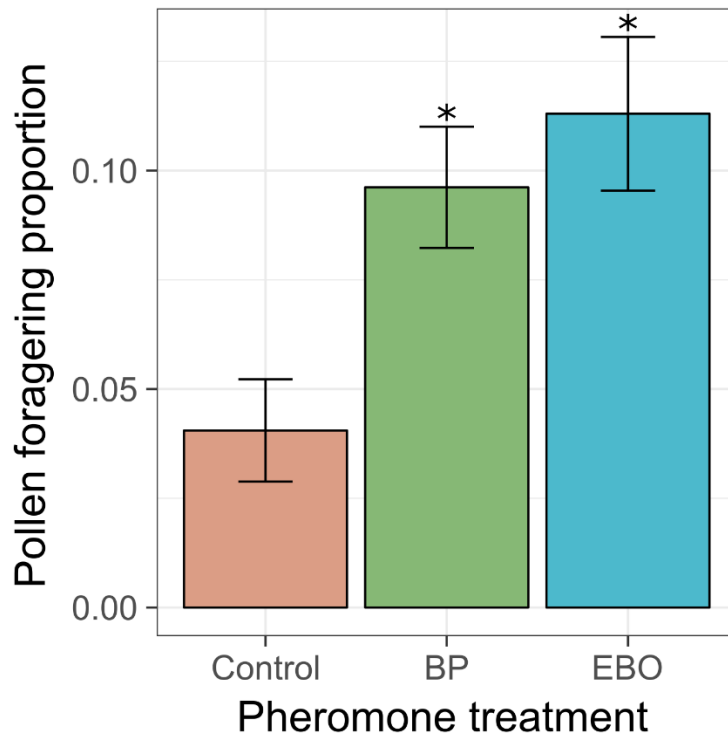 Pollen foragering proportion
0.10
0.05
0.00
*
*
Control
BP
EBO
Pheromone treatment